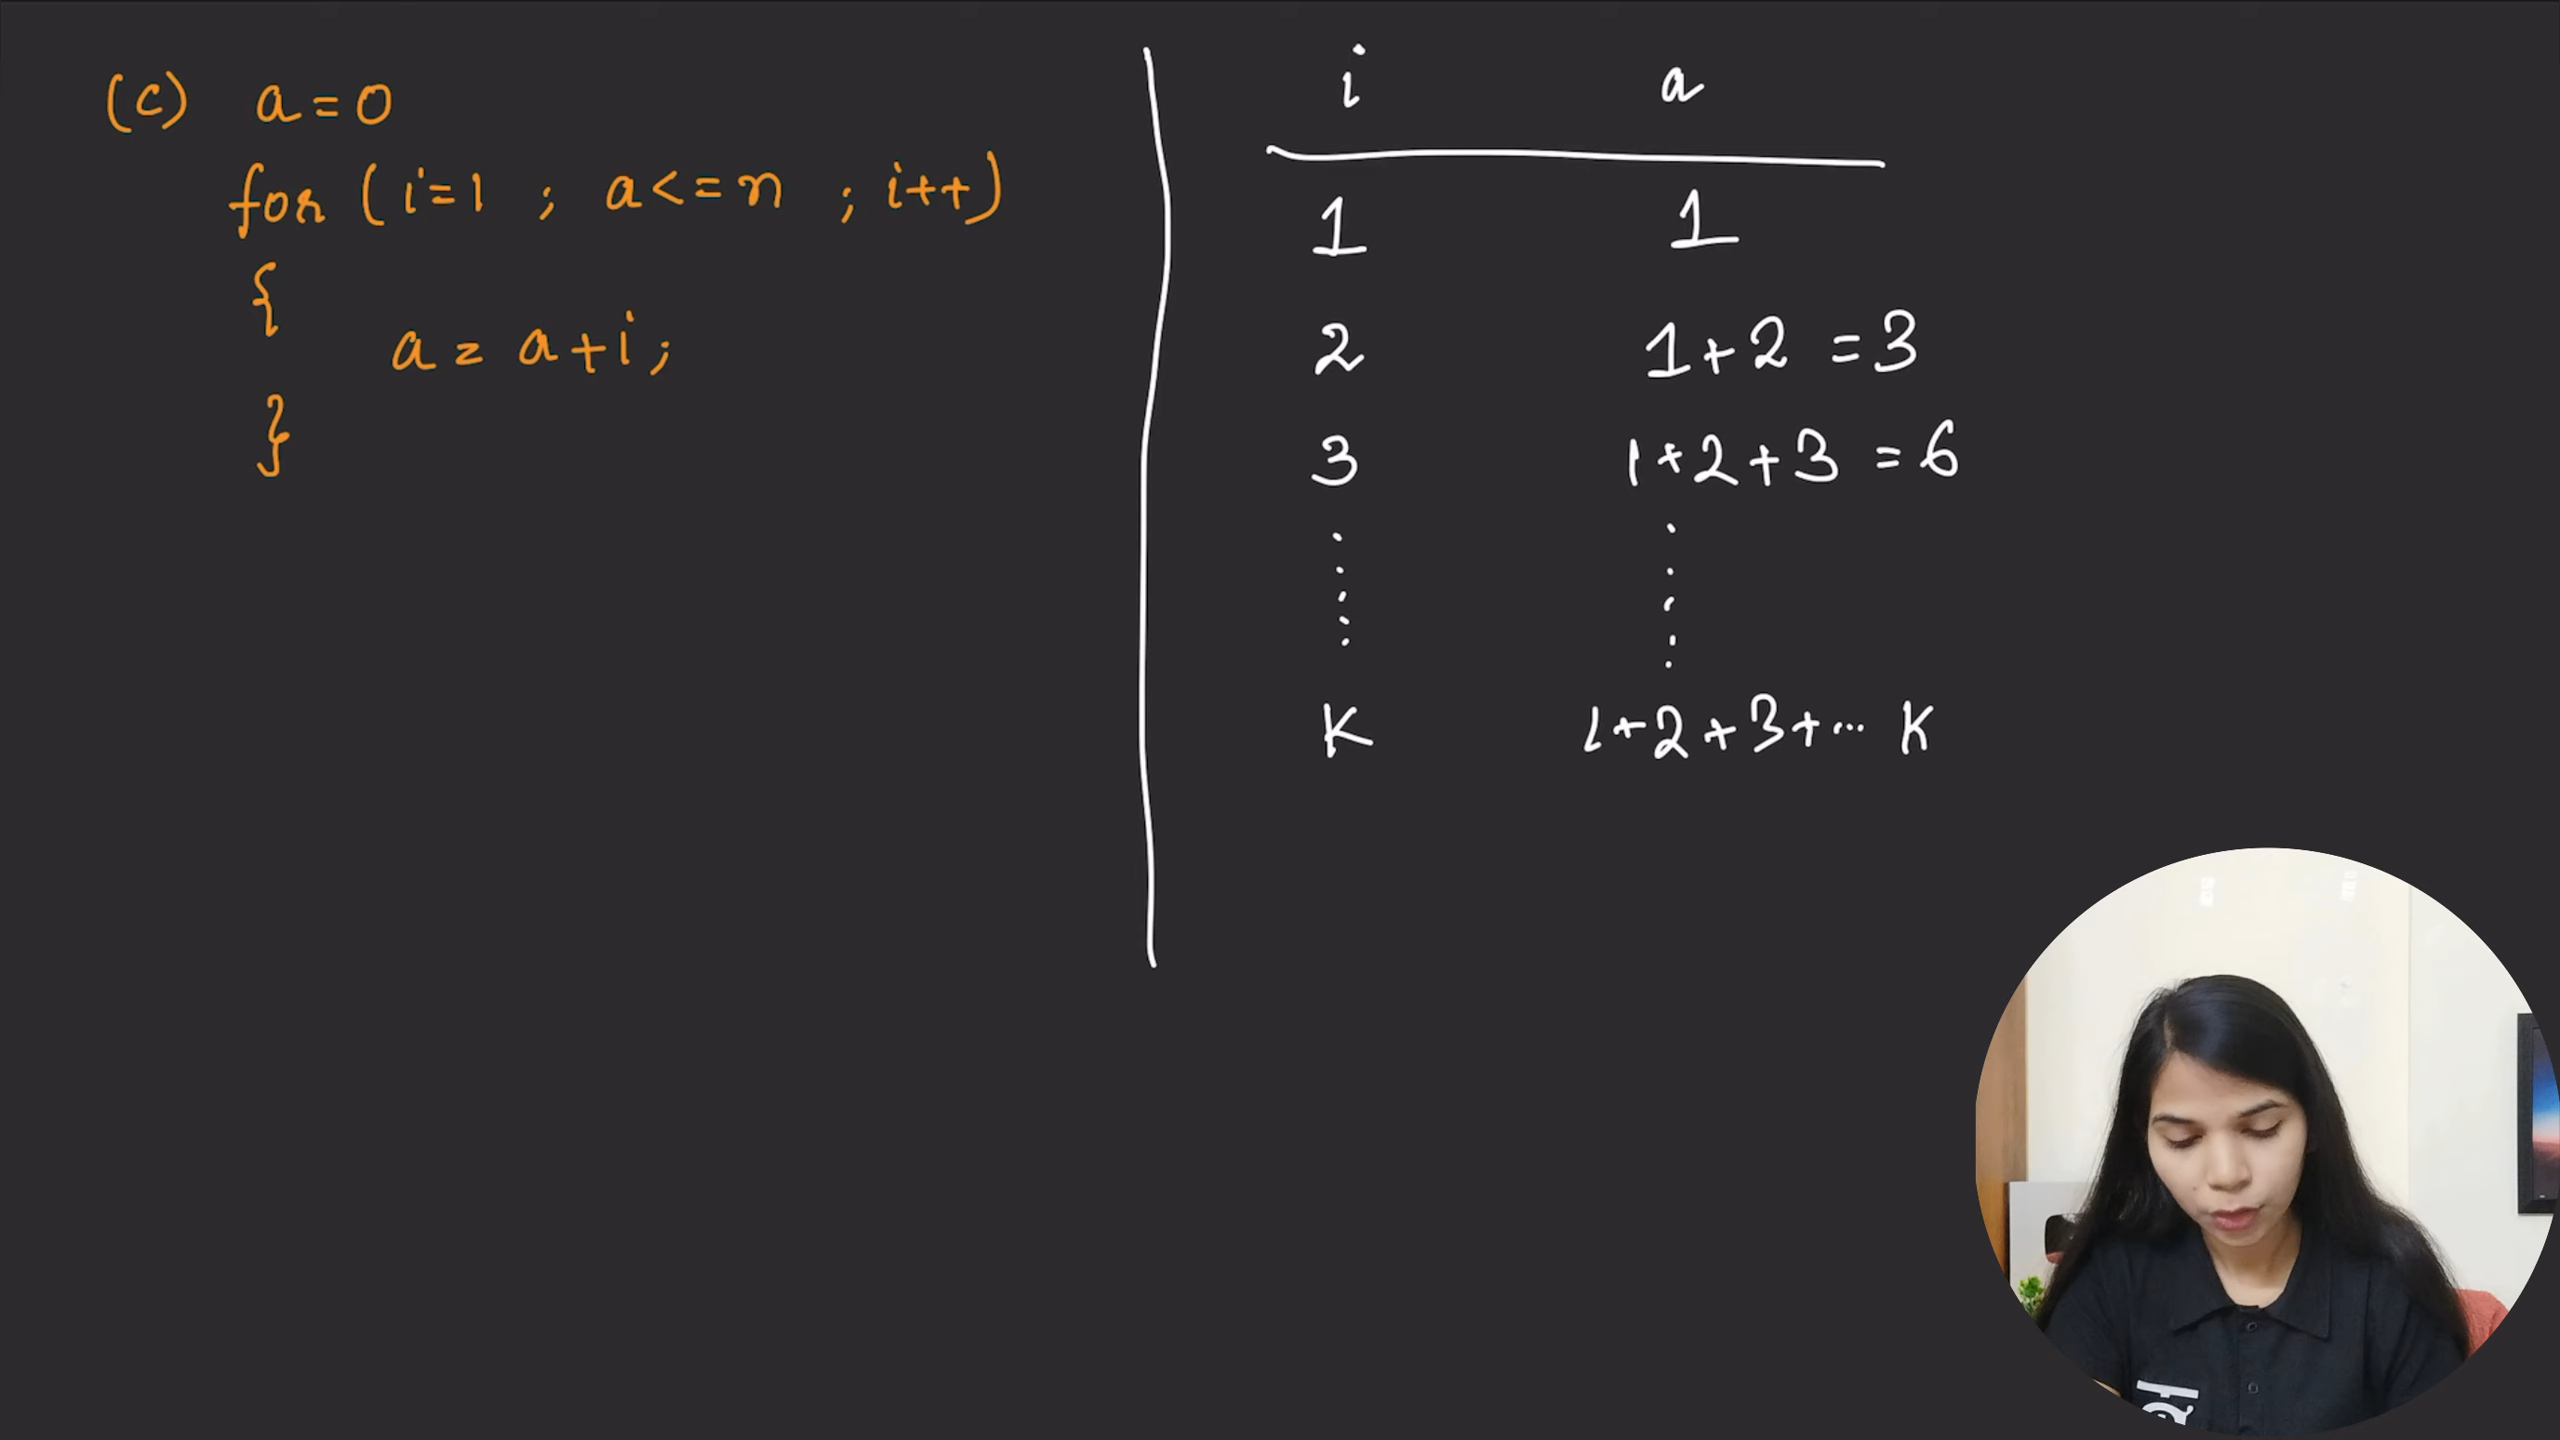 (c) a = 0
for ( i = 1 ; a <= n ; i++)
{
a = a + i ;
}
i a
1 1
2 1 + 2 = 3
3 1 + 2 + 3 = 6
K 1 + 2 + 3 + ... K